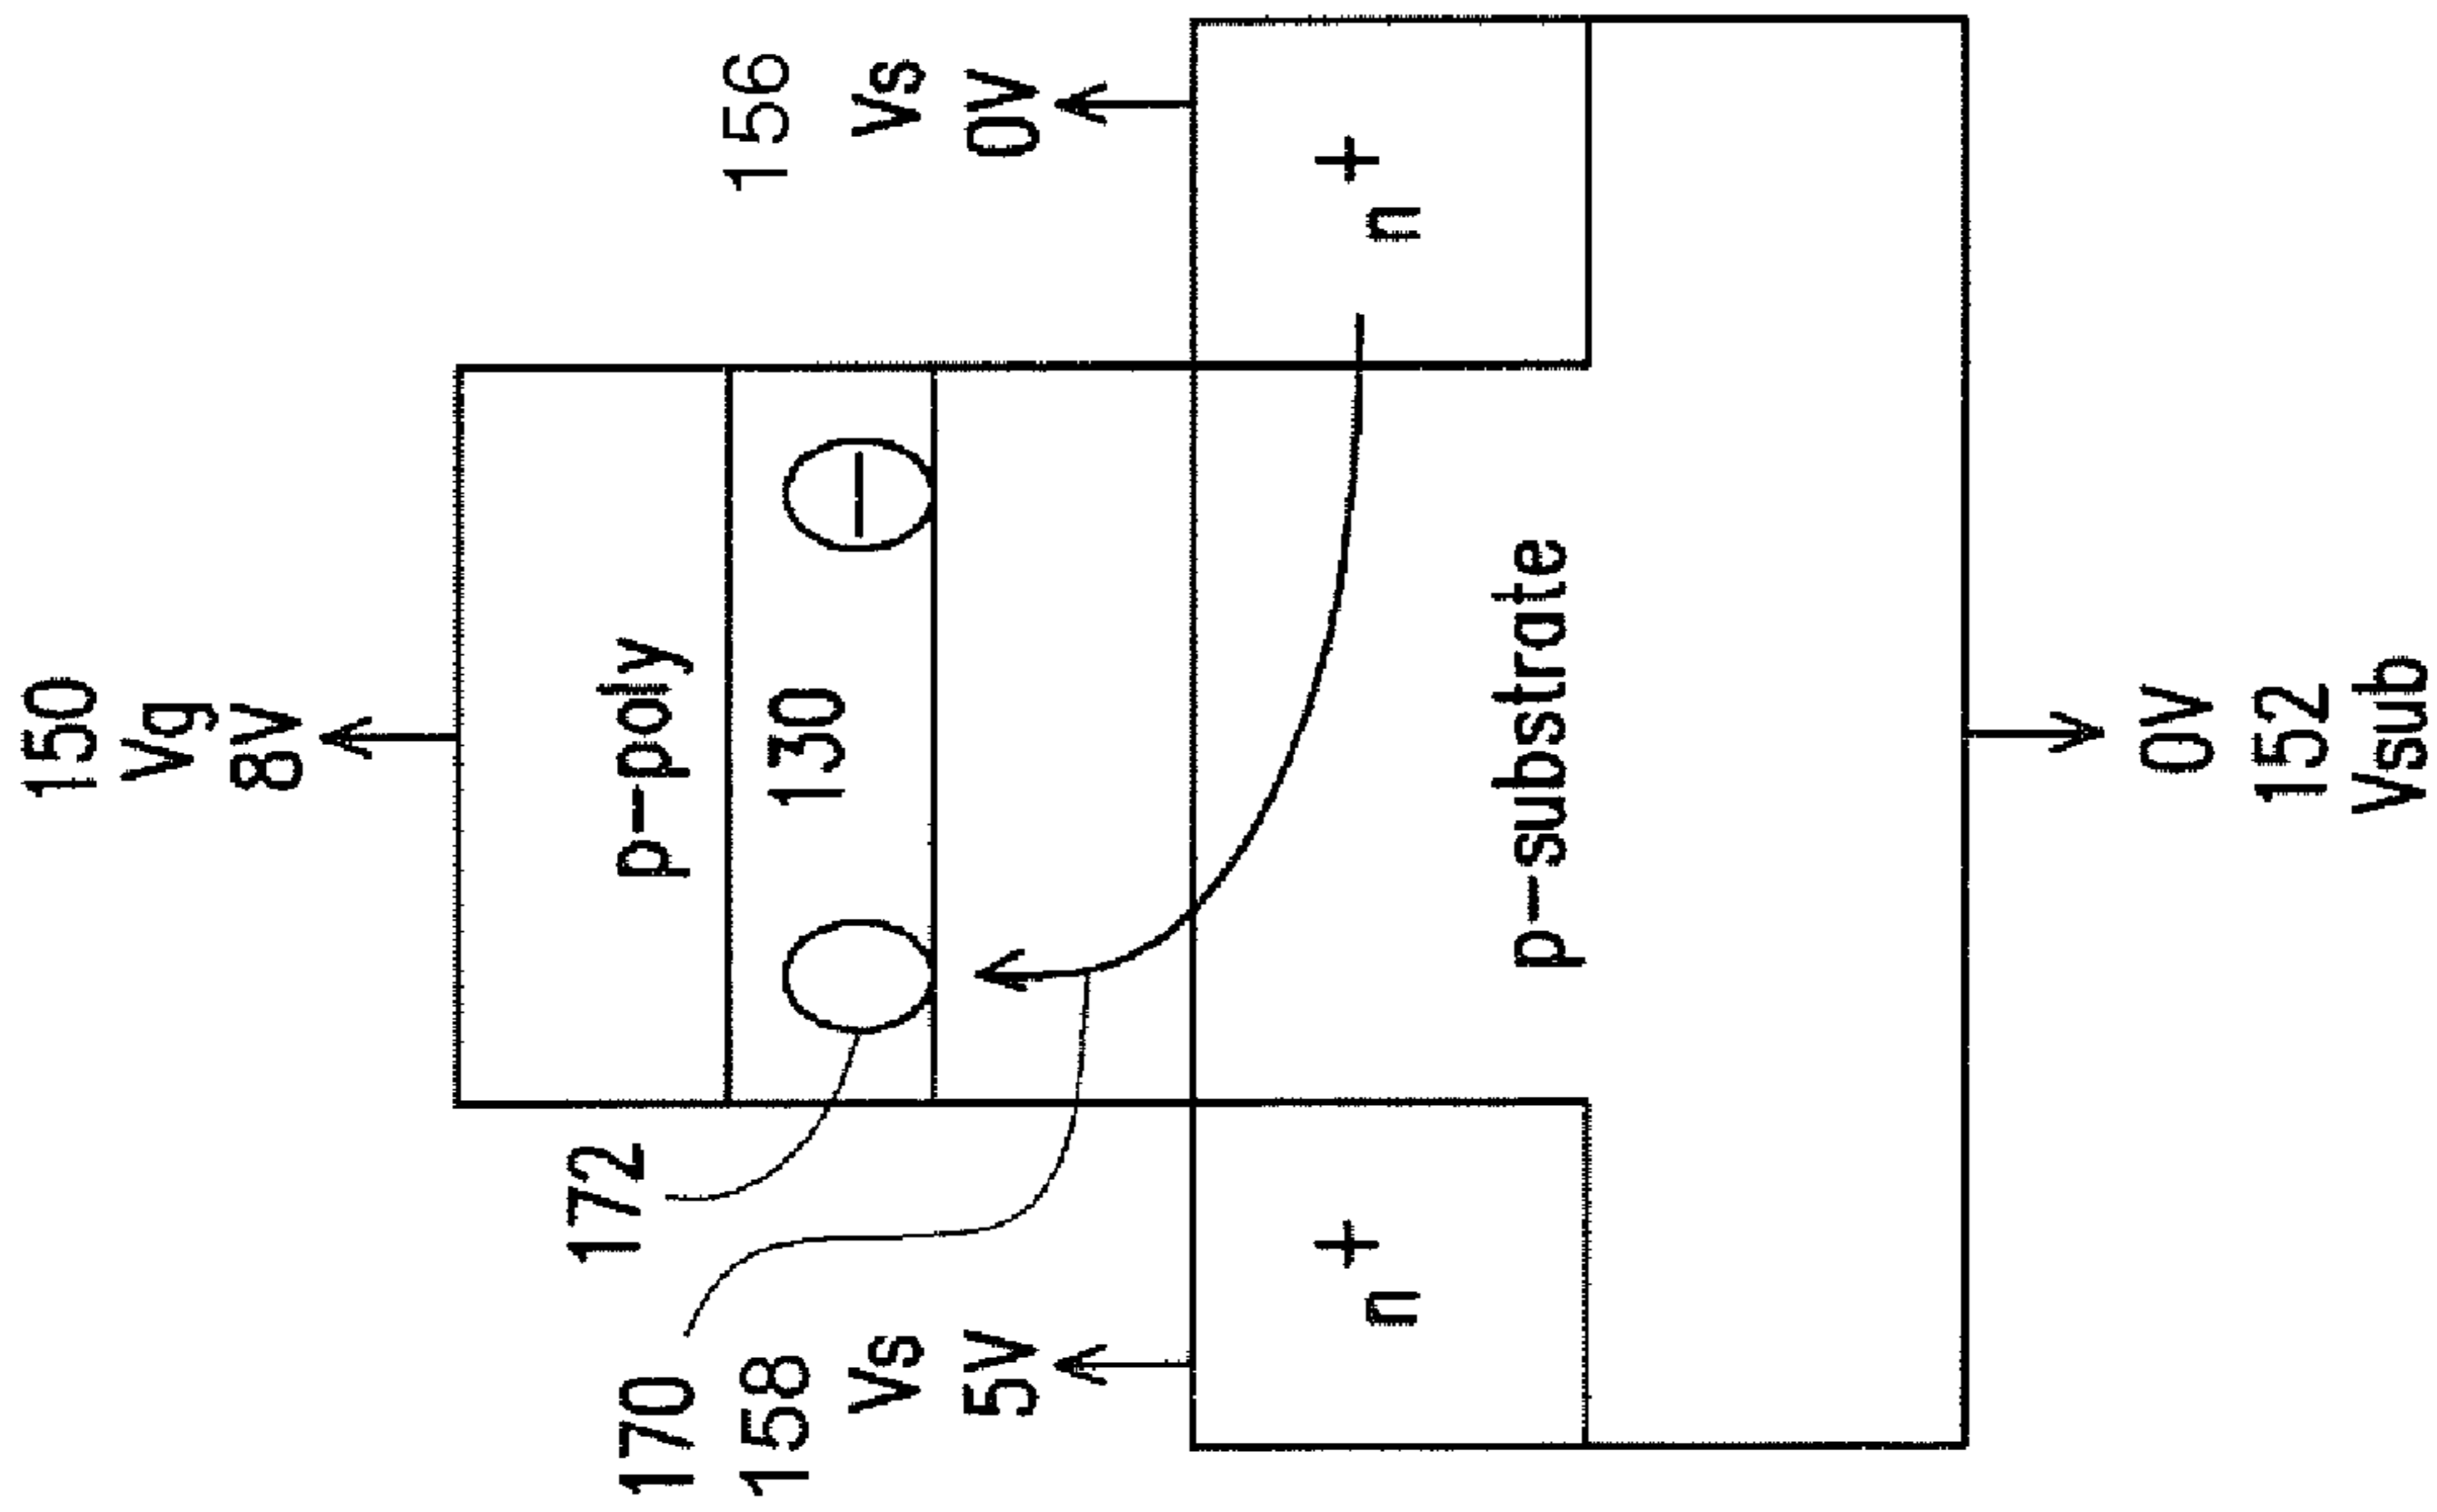 150
Vg
8V
172
170
p-poly
130
158
Vs
5V
156
Vs
0V
n+
n+
p-substrate
0V
152
Vsub